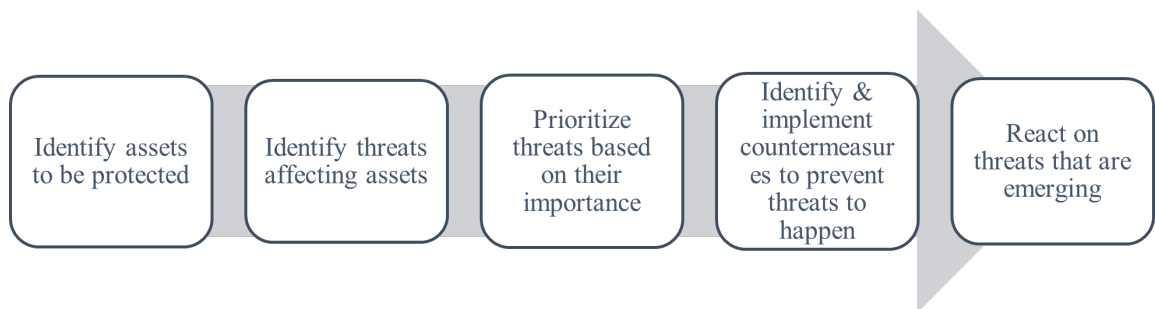 Identify assets
to be protected
Identify threats
affecting assets
Prioritize
threats based
on their
importance
Identify &
implement
countermeasur
es to prevent
threats to
happen
React on
threats that are
emerging